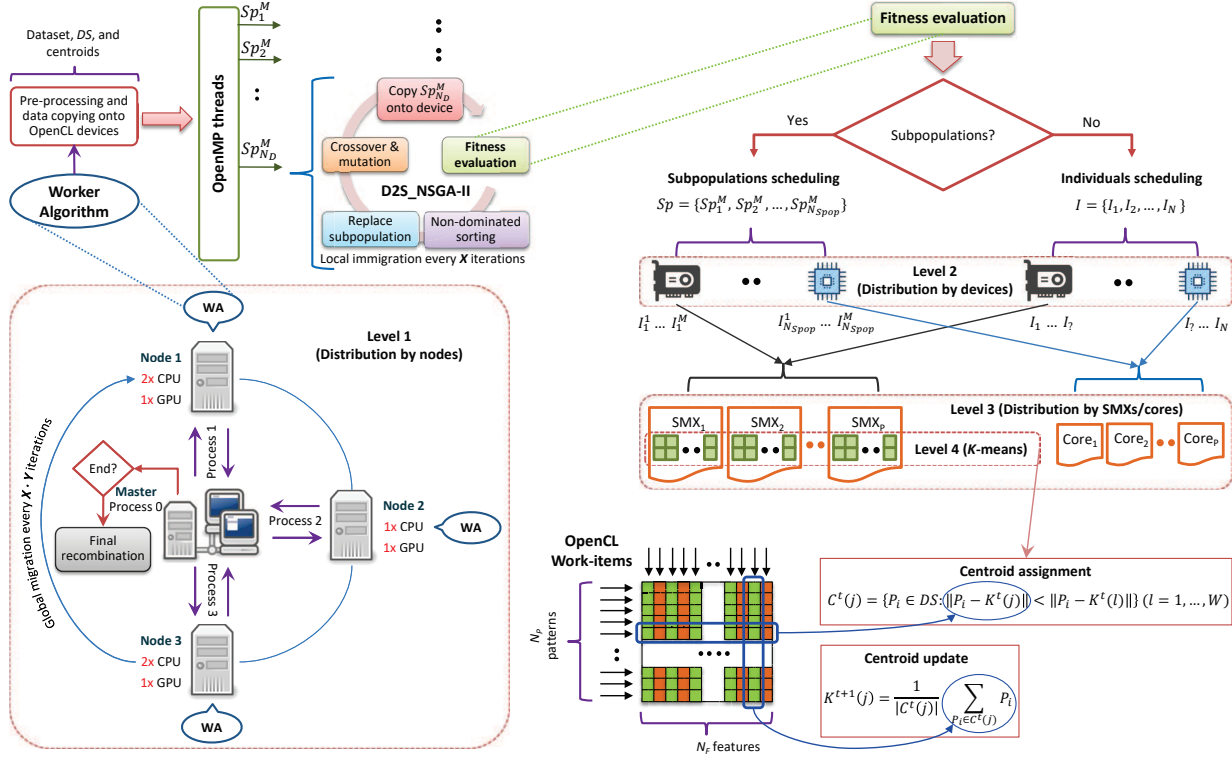 Dataset, DS, and
centroids
Pre-processing and
data copying onto
OpenCL devices
Worker
Algorithm
OpenMP threads
Sp_1^M
Sp_2^M
Sp_{N_D}^M
Copy Sp_{N_D}^M
onto device
Crossover &
mutation
Fitness
evaluation
D2S_NSGA-II
Replace
subpopulation
Non-dominated
sorting
Local immigration every X iterations
Fitness evaluation
Subpopulations?
Yes
No
Subpopulations scheduling
Sp = {Sp_1^M, Sp_2^M, ..., Sp_{N_{Spop}}^M}
Individuals scheduling
I = {I_1, I_2, ..., I_N}
Level 2
(Distribution by devices)
I_1^1 ... I_1^M
I_{N_{Spop}}^1 ... I_{N_{Spop}}^M
I_1 ... I_?
I_? ... I_N
Level 3 (Distribution by SMXs/cores)
SMX_1
SMX_2
SMX_P
Level 4 (K-means)
Core_1
Core_2
Core_P
WA
Level 1
(Distribution by nodes)
Node 1
2x CPU
1x GPU
Global migration every X · Y iterations
Process 1
End?
Master
Process 0
Final
recombination
Process 2
Node 2
1x CPU
1x GPU
WA
Process 3
Node 3
2x CPU
1x GPU
WA
OpenCL
Work-items
N_P
patterns
N_F features
Centroid assignment
C^t(j) = {P_i ∈ DS: ||P_i − K^t(j)|| < ||P_i − K^t(l)||} (l = 1, ..., W)
Centroid update
K^{t+1}(j) = 1/|C^t(j)| ∑_{P_i∈C^t(j)} P_i